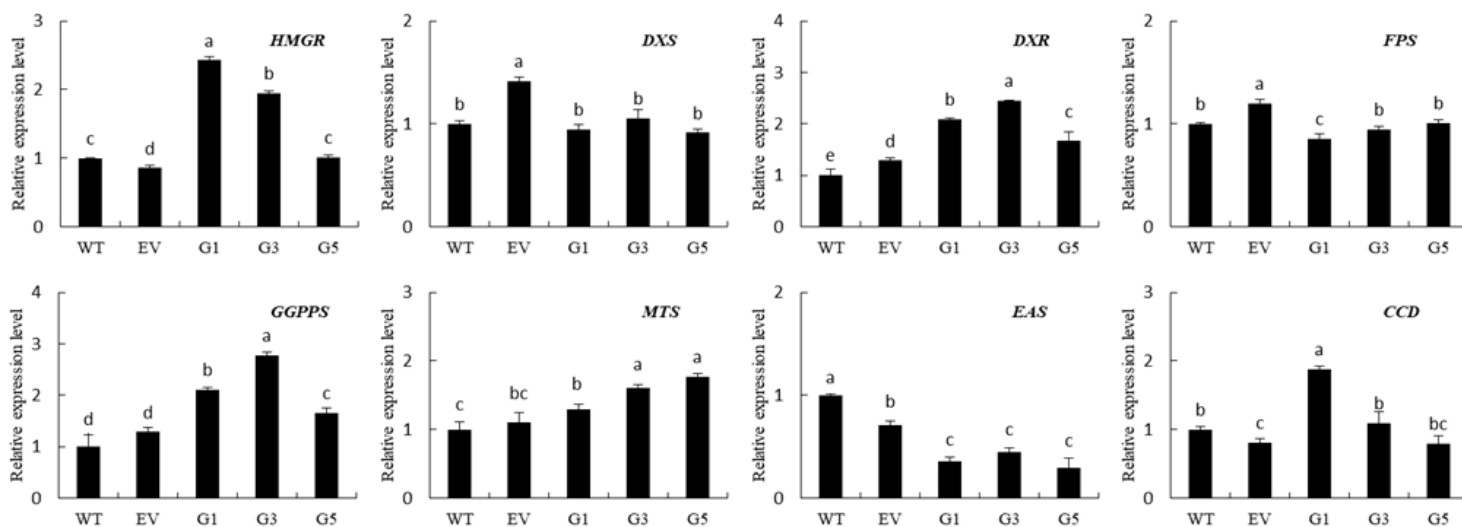 HMGR
Relative expression level
3
2
1
0
c
d
a
b
c
WT EV G1 G3 G5
DXS
Relative expression level
2
1
0
b
a
b
b
b
WT EV G1 G3 G5
DXR
Relative expression level
4
3
2
1
0
e
d
b
a
c
WT EV G1 G3 G5
FPS
Relative expression level
2
1
0
b
a
c
b
b
WT EV G1 G3 G5
GGPPS
Relative expression level
4
3
2
1
0
d
d
b
a
c
WT EV G1 G3 G5
MTS
Relative expression level
3
2
1
0
c
bc
b
a
a
WT EV G1 G3 G5
EAS
Relative expression level
2
1
0
a
b
c
c
c
WT EV G1 G3 G5
CCD
Relative expression level
3
2
1
0
b
c
a
b
bc
WT EV G1 G3 G5